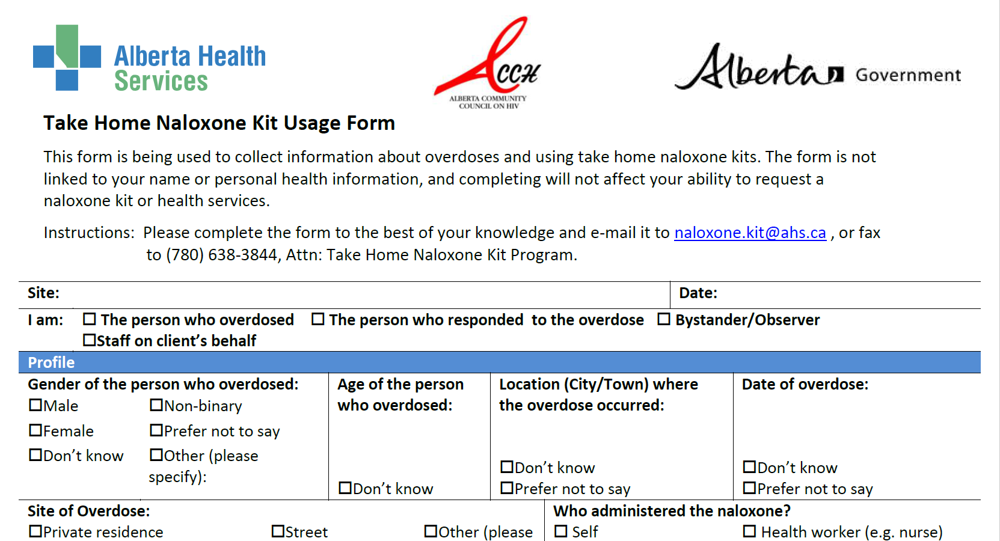 Alberta Health
Services
ACCH
ALBERTA COMMUNITY
COUNCIL ON HIV
Alberta Government
Take Home Naloxone Kit Usage Form
This form is being used to collect information about overdoses and using take home naloxone kits. The form is not
linked to your name or personal health information, and completing will not affect your ability to request a
naloxone kit or health services.
Instructions: Please complete the form to the best of your knowledge and e-mail it to naloxone.kit@ahs.ca , or fax
to (780) 638-3844, Attn: Take Home Naloxone Kit Program.
Site: Date:
I am: ☐ The person who overdosed ☐ The person who responded to the overdose ☐ Bystander/Observer
☐Staff on client's behalf
Profile
Gender of the person who overdosed:
☐Male ☐Non-binary
☐Female ☐Prefer not to say
☐Don't know ☐Other (please
specify):
Age of the person
who overdosed:
☐Don't know
Location (City/Town) where
the overdose occurred:
☐Don't know
☐Prefer not to say
Date of overdose:
☐Don't know
☐Prefer not to say
Site of Overdose:
☐Private residence ☐Street ☐Other (please
Who administered the naloxone?
☐ Self ☐ Health worker (e.g. nurse)